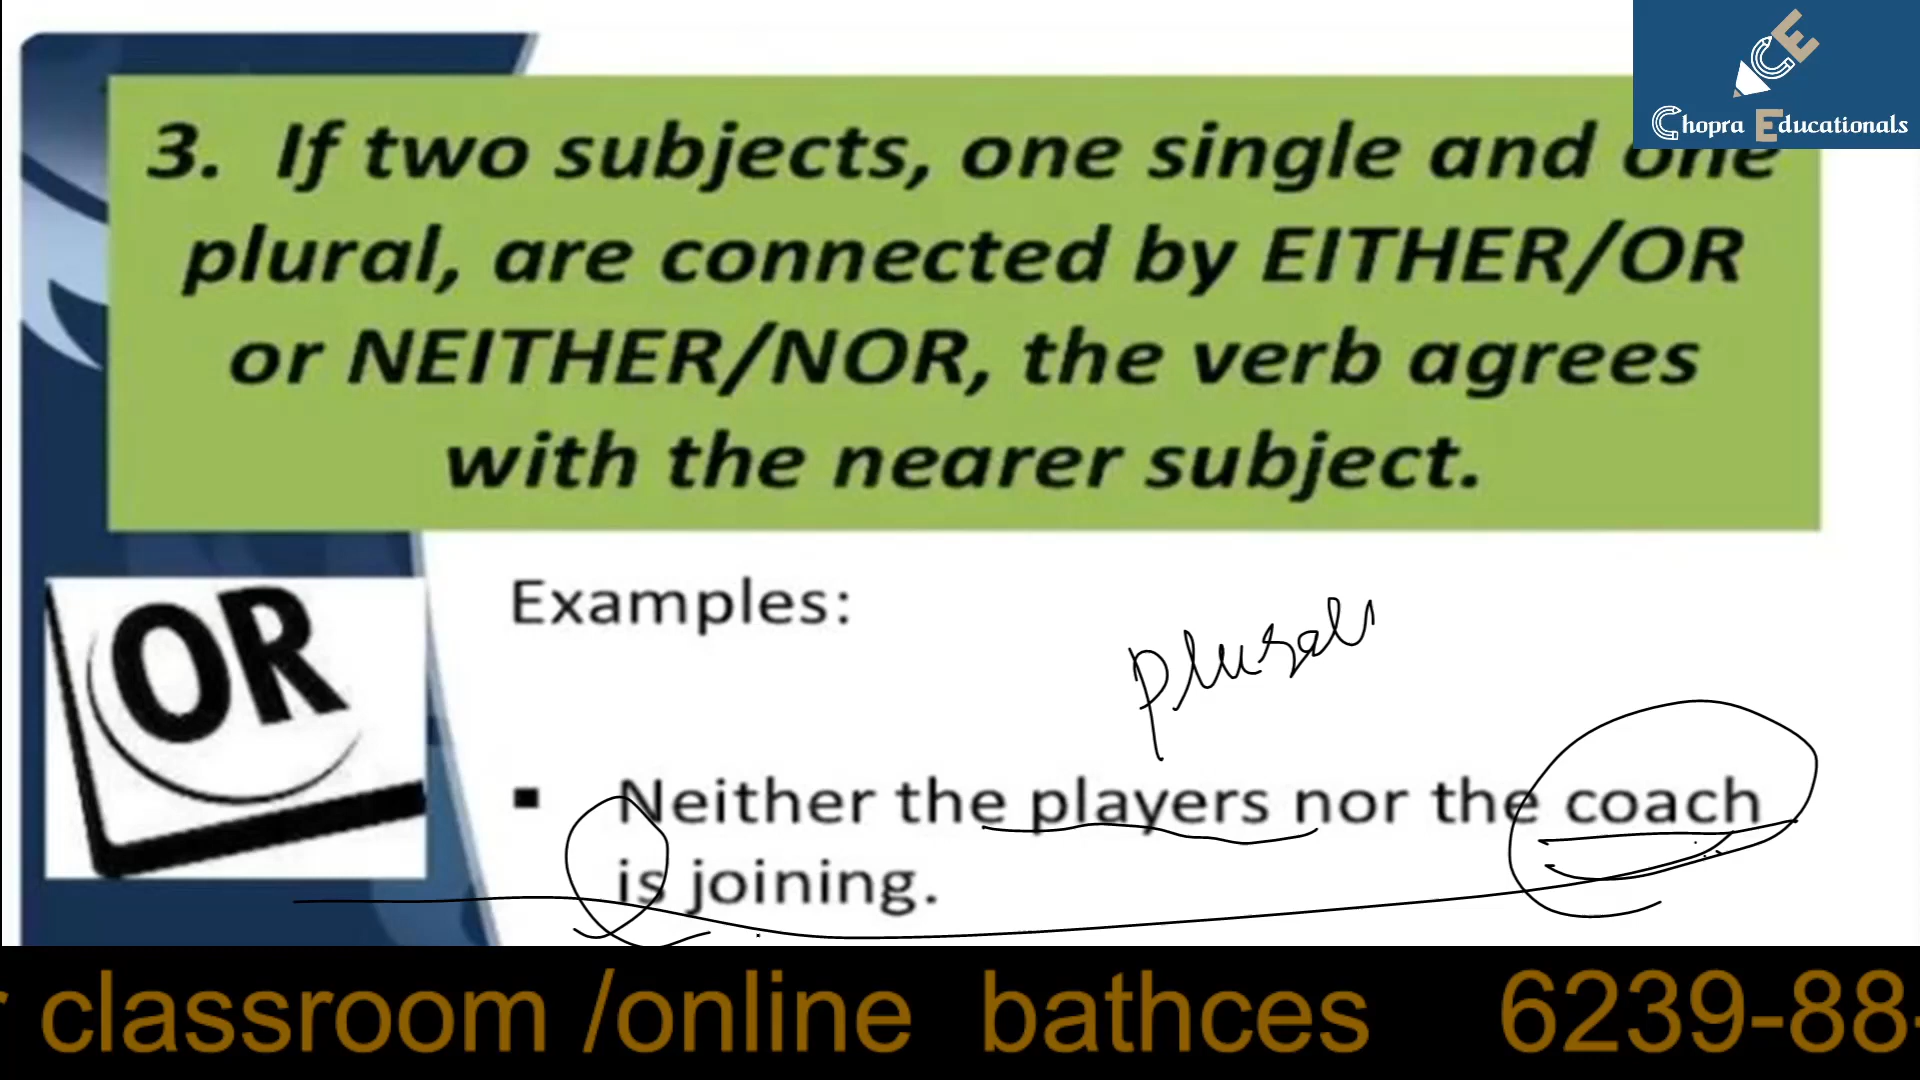 CE
Chopra Educationals
3. If two subjects, one single and one
plural, are connected by EITHER/OR
or NEITHER/NOR, the verb agrees
with the nearer subject.
OR
Examples:
plural
▪ Neither the players nor the coach
is joining.
classroom /online bathces 6239-88-